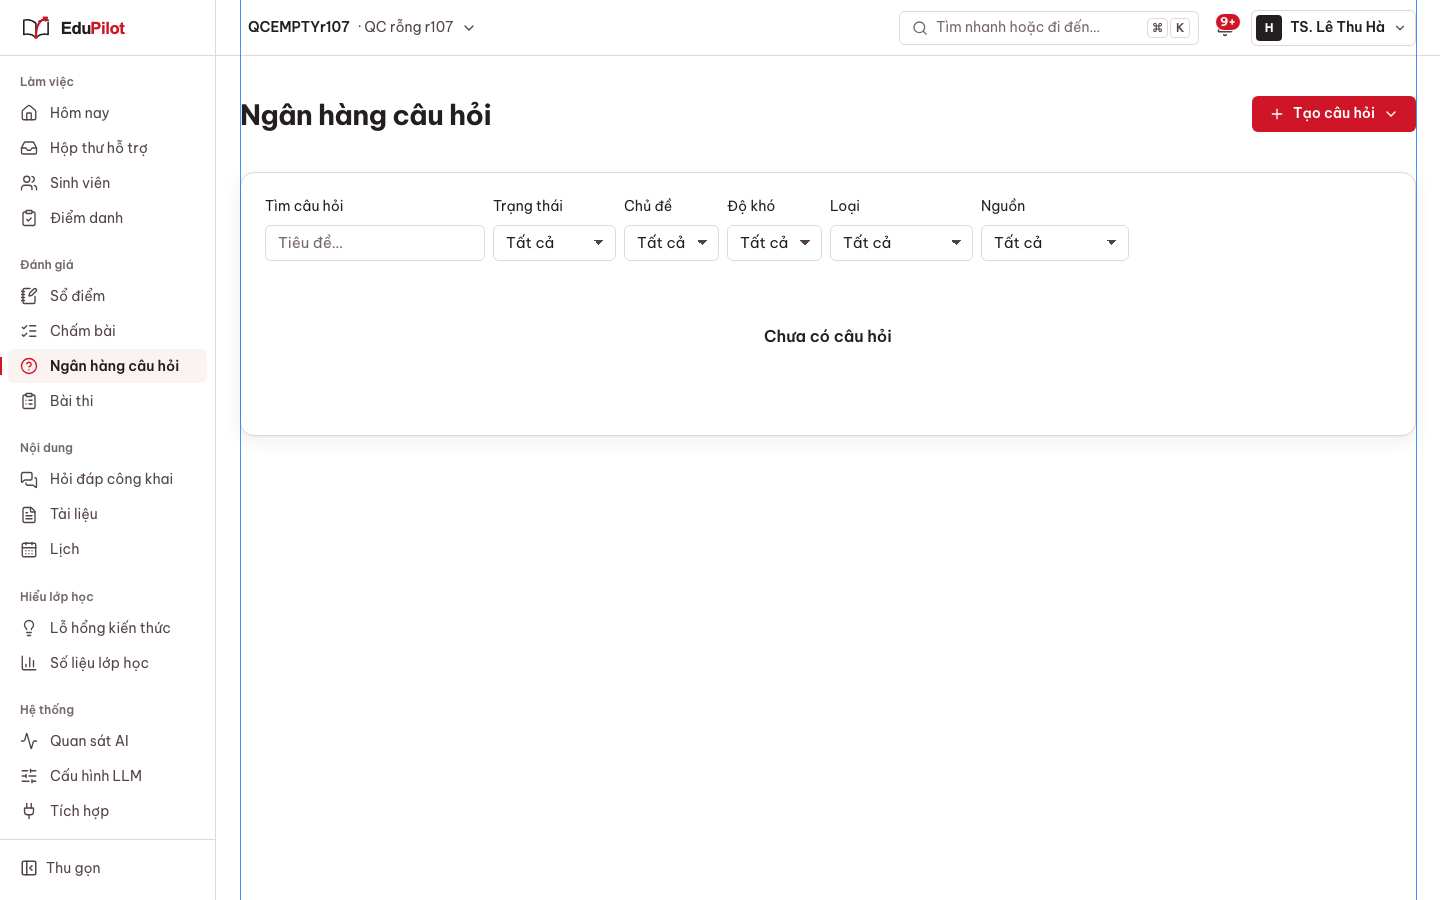 EduPilot
QCEMPTYr107 · QC rỗng r107
Tìm nhanh hoặc đi đến...
⌘ K
9+
H
TS. Lê Thu Hà
Làm việc
Hôm nay
Hộp thư hỗ trợ
Sinh viên
Điểm danh
Đánh giá
Sổ điểm
Chấm bài
Ngân hàng câu hỏi
Bài thi
Nội dung
Hỏi đáp công khai
Tài liệu
Lịch
Hiểu lớp học
Lỗ hổng kiến thức
Số liệu lớp học
Hệ thống
Quan sát AI
Cấu hình LLM
Tích hợp
Thu gọn
Ngân hàng câu hỏi
Tạo câu hỏi
Tìm câu hỏi
Tiêu đề...
Trạng thái
Tất cả
Chủ đề
Tất cả
Độ khó
Tất cả
Loại
Tất cả
Nguồn
Tất cả
Chưa có câu hỏi